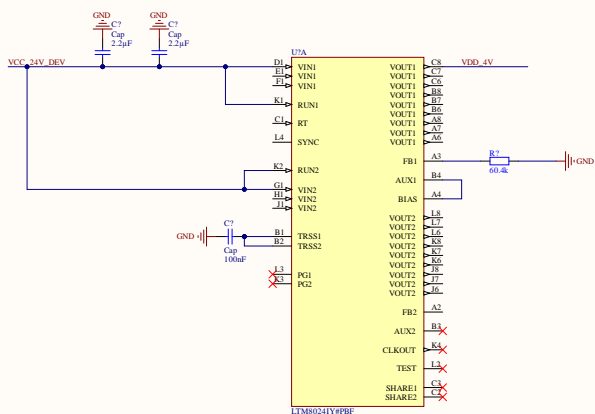 GND
GND
C?
Cap
2.2µF
C?
Cap
2.2µF
VCC_24V_DEV
U?A
VDD_4V
D1 VIN1 VOUT1 C8
E1 VIN1 VOUT1 C7
F1 VIN1 VOUT1 C6
VOUT1 B8
K1 RUN1 VOUT1 B7
VOUT1 B6
C1 RT VOUT1 A8
VOUT1 A7
L4 SYNC VOUT1 A6
FB1 A3
R?
60.4k
GND
K2 RUN2
AUX1 B4
G1 VIN2
H1 VIN2 BIAS A4
J1 VIN2
VOUT2 L8
VOUT2 L7
C?
Cap
100nF
GND
B1 TRSS1 VOUT2 L6
B2 TRSS2 VOUT2 K8
VOUT2 K7
VOUT2 K6
L3 PG1 VOUT2 J8
K3 PG2 VOUT2 J7
VOUT2 J6
FB2 A2
AUX2 B3
CLKOUT K4
TEST L2
SHARE1 C3
SHARE2 C2
LTM8024IY#PBF